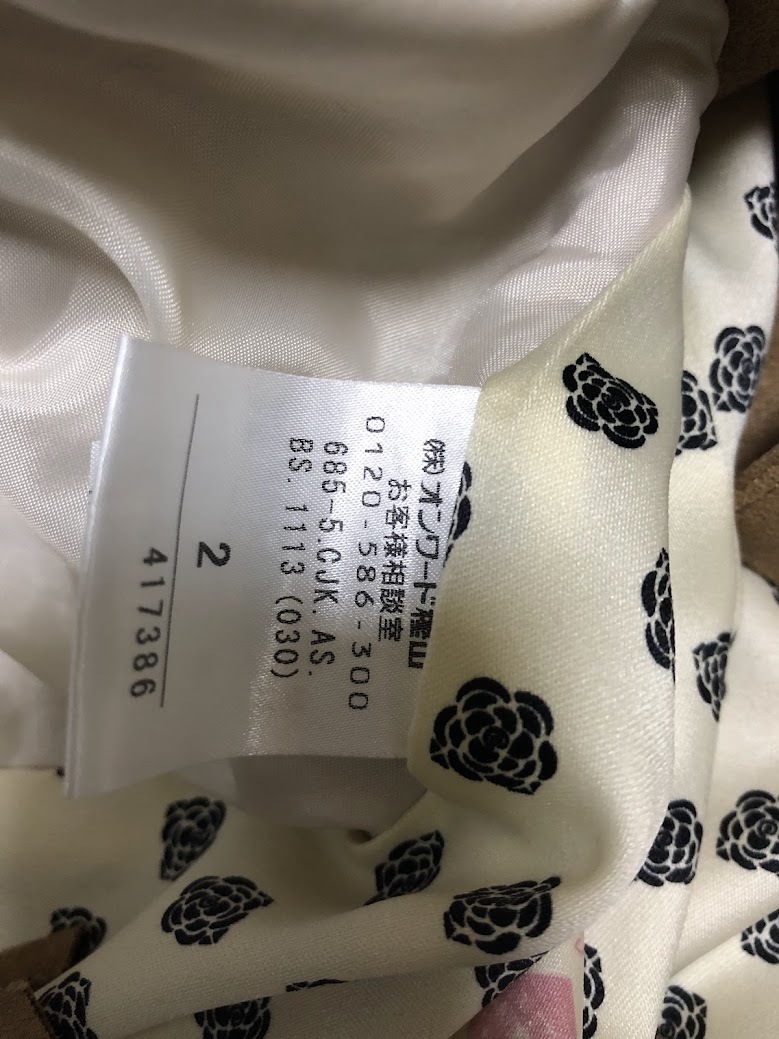 ㈱オンワード樫山
お客様相談室
0120-586-300
685-5.CJK.AS.
BS.1113(030)
2
417386